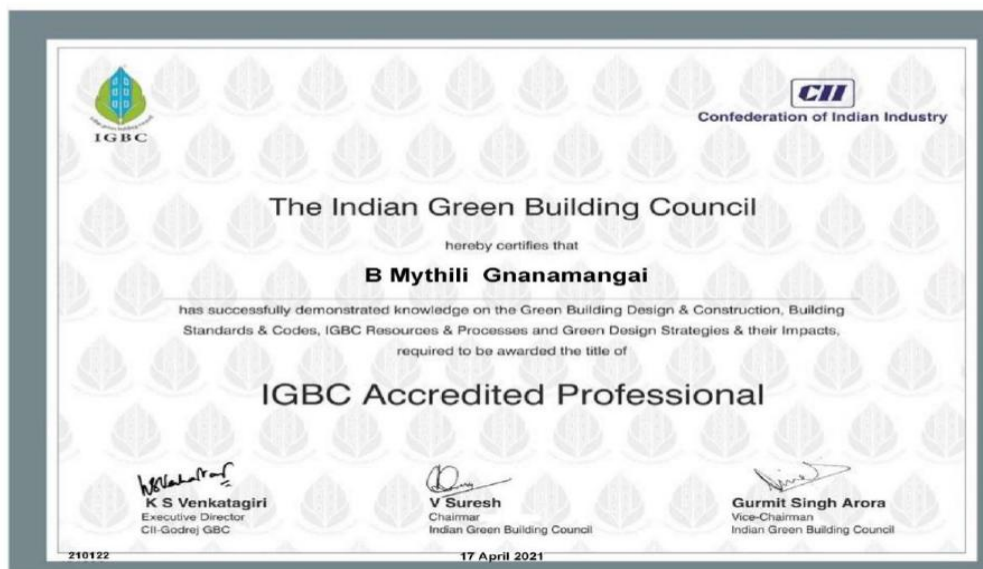 IGBC
CII
Confederation of Indian Industry
The Indian Green Building Council
hereby certifies that
B Mythili Gnanamangai
has successfully demonstrated knowledge on the Green Building Design & Construction, Building
Standards & Codes, IGBC Resources & Processes and Green Design Strategies & their Impacts,
required to be awarded the title of
IGBC Accredited Professional
K S Venkatagiri
Executive Director
CII-Godrej GBC
V Suresh
Chairman
Indian Green Building Council
Gurmit Singh Arora
Vice-Chairman
Indian Green Building Council
210122
17 April 2021